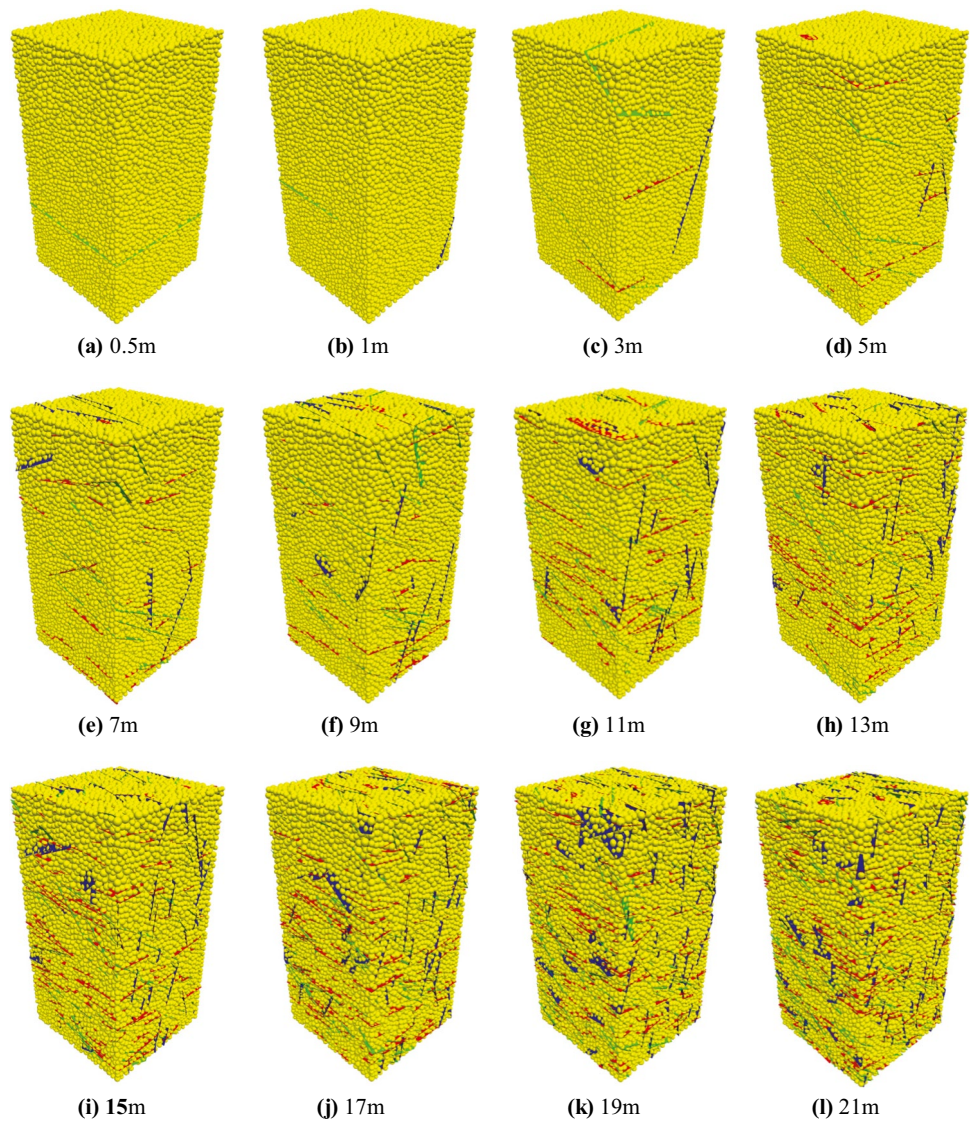 (a) 0.5m
(b) 1m
(c) 3m
(d) 5m
(e) 7m
(f) 9m
(g) 11m
(h) 13m
(i) 15m
(j) 17m
(k) 19m
(l) 21m